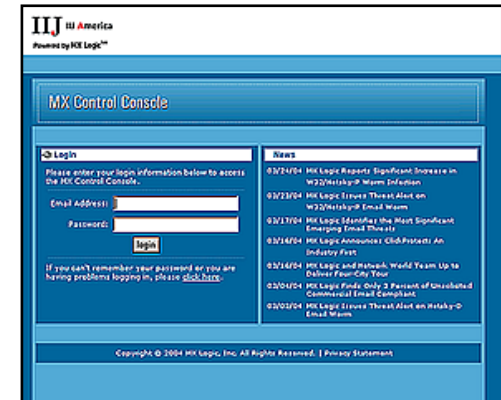 IIJ IIJ America
Powered by MX Logic™
MX Control Console
Login
Please enter your login information below to access
the MX Control Console.
Email Address:
Password:
login
If you can't remember your password or you are
having problems logging in, please click here.
News
03/24/04 MX Logic Reports Significant Increase in
W32/Netsky-P Worm Infection
03/23/04 MX Logic Issues Threat Alert on
W32/Netsky-P Email Worm
03/17/04 MX Logic Identifies the Most Significant
Emerging Email Threats
03/16/04 MX Logic Announces ClickProtects An
Industry First
03/16/04 MX Logic and Network World Team Up to
Deliver Four-City Tour
03/04/04 MX Logic Finds Only 3 Percent of Unsolicited
Commercial Email Compliant
03/02/04 MX Logic Issues Threat Alert on Netsky-D
Email Worm
Copyright © 2004 MX Logic, Inc. All Rights Reserved. | Privacy Statement